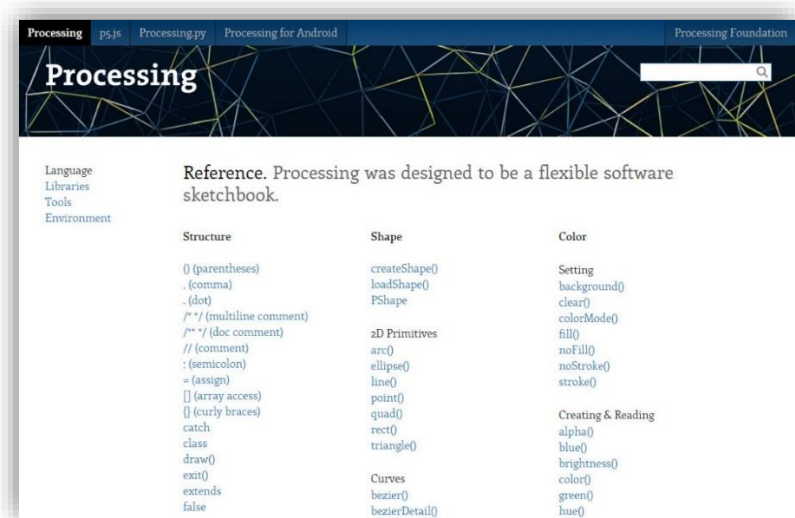 Processing p5.js Processing.py Processing for Android Processing Foundation
Processing
Language
Libraries
Tools
Environment
Reference. Processing was designed to be a flexible software
sketchbook.
Structure
() (parentheses)
, (comma)
. (dot)
/* */ (multiline comment)
/** */ (doc comment)
// (comment)
; (semicolon)
= (assign)
[] (array access)
{} (curly braces)
catch
class
draw()
exit()
extends
false
Shape
createShape()
loadShape()
PShape
2D Primitives
arc()
ellipse()
line()
point()
quad()
rect()
triangle()
Curves
bezier()
bezierDetail()
Color
Setting
background()
clear()
colorMode()
fill()
noFill()
noStroke()
stroke()
Creating & Reading
alpha()
blue()
brightness()
color()
green()
hue()